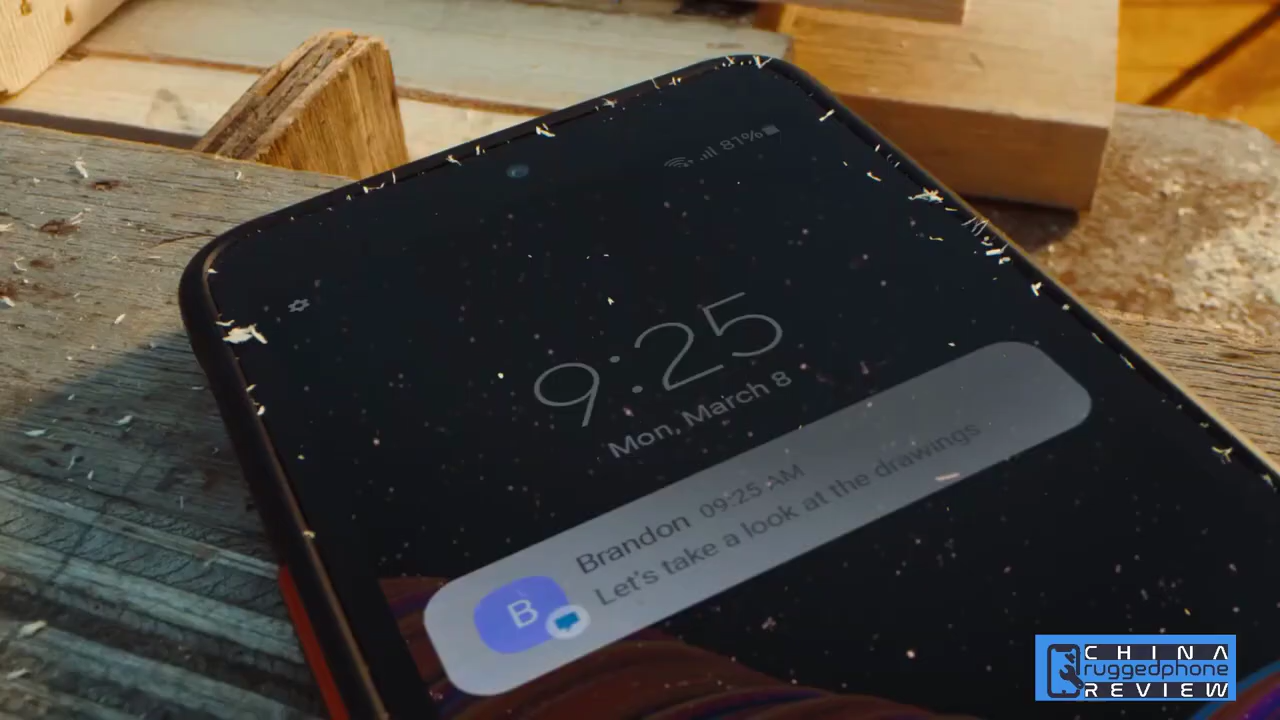 81%
9:25
Mon, March 8
Brandon 09:25 AM
Let's take a look at the drawings
B
CHINA
ruggedphone
REVIEW